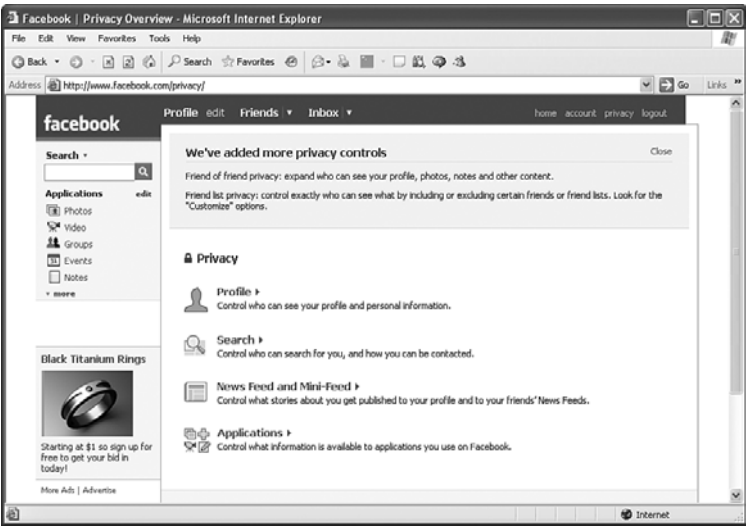 Facebook | Privacy Overview - Microsoft Internet Explorer
File Edit View Favorites Tools Help
Back Search Favorites
Address http://www.facebook.com/privacy/ Go Links »
facebook
Profile edit Friends Inbox home account privacy logout
Search
Applications edit
Photos
Video
Groups
31 Events
Notes
more
We've added more privacy controls Close
Friend of friend privacy: expand who can see your profile, photos, notes and other content.
Friend list privacy: control exactly who can see what by including or excluding certain friends or friend lists. Look for the
"Customize" options.
Privacy
Profile
Control who can see your profile and personal information.
Search
Control who can search for you, and how you can be contacted.
News Feed and Mini-Feed
Control what stories about you get published to your profile and to your friends' News Feeds.
Applications
Control what information is available to applications you use on Facebook.
Black Titanium Rings
Starting at $1 so sign up for
free to get your bid in
today!
More Ads | Advertise
Internet